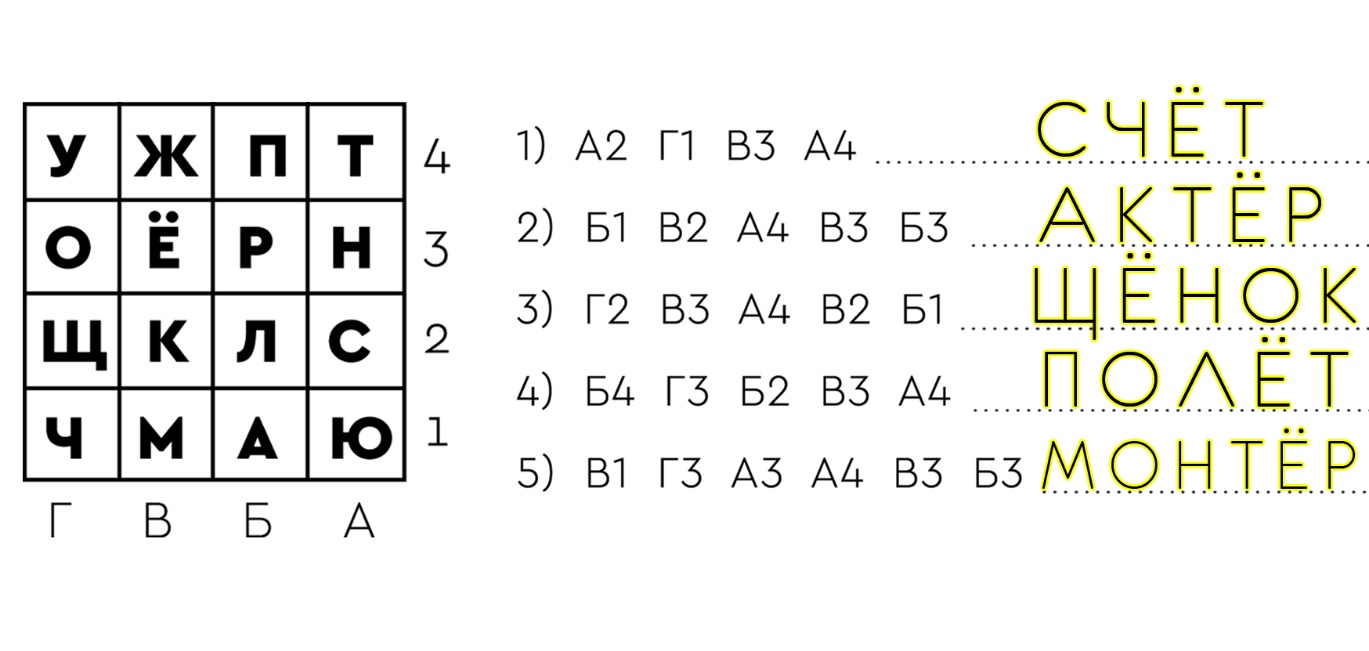 У Ж П Т 4
О Ё Р Н 3
Щ К Л С 2
Ч М А Ю 1
Г В Б А
1) А2 Г1 В3 А4 СЧЁТ
2) Б1 В2 А4 В3 Б3 АКТЁР
3) Г2 В3 А4 В2 Б1 ЩЁНОК
4) Б4 Г3 Б2 В3 А4 ПОЛЁТ
5) В1 Г3 А3 А4 В3 Б3 МОНТЁР